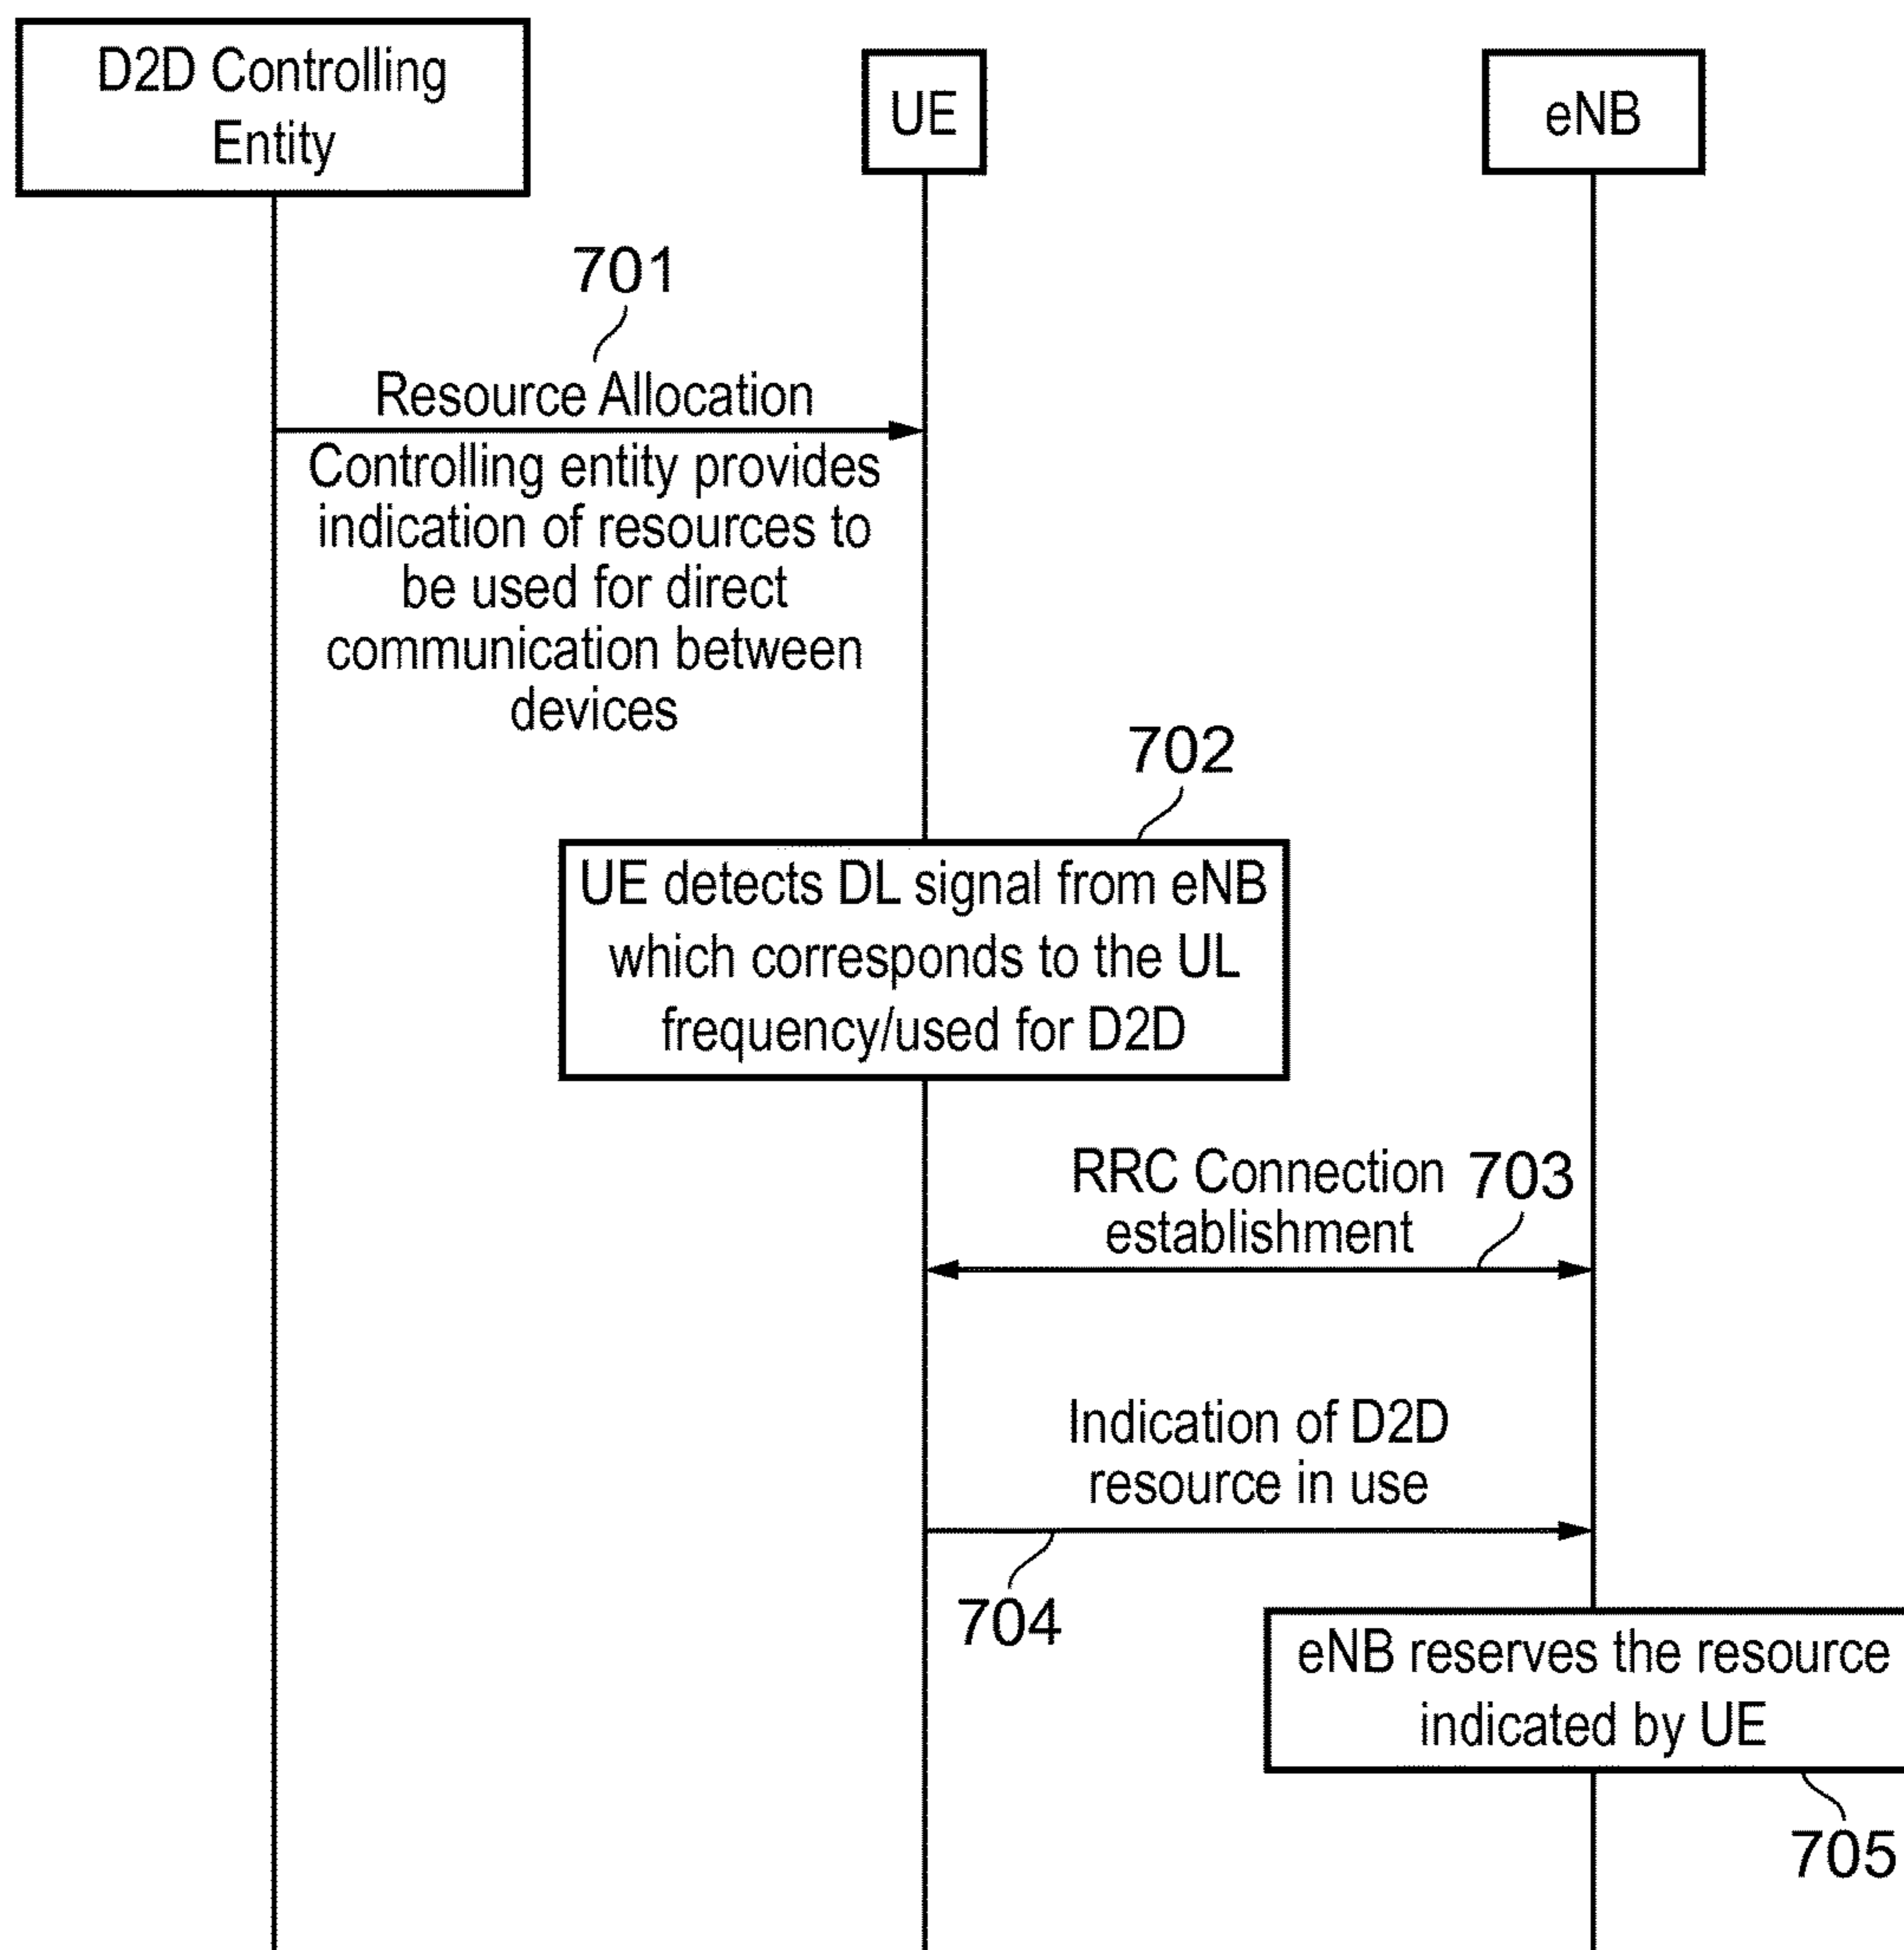 D2D Controlling
Entity
UE
eNB
701
Resource Allocation
Controlling entity provides
indication of resources to
be used for direct
communication between
devices
702
UE detects DL signal from eNB
which corresponds to the UL
frequency/used for D2D
RRC Connection 703
establishment
Indication of D2D
resource in use
704
eNB reserves the resource
indicated by UE
705